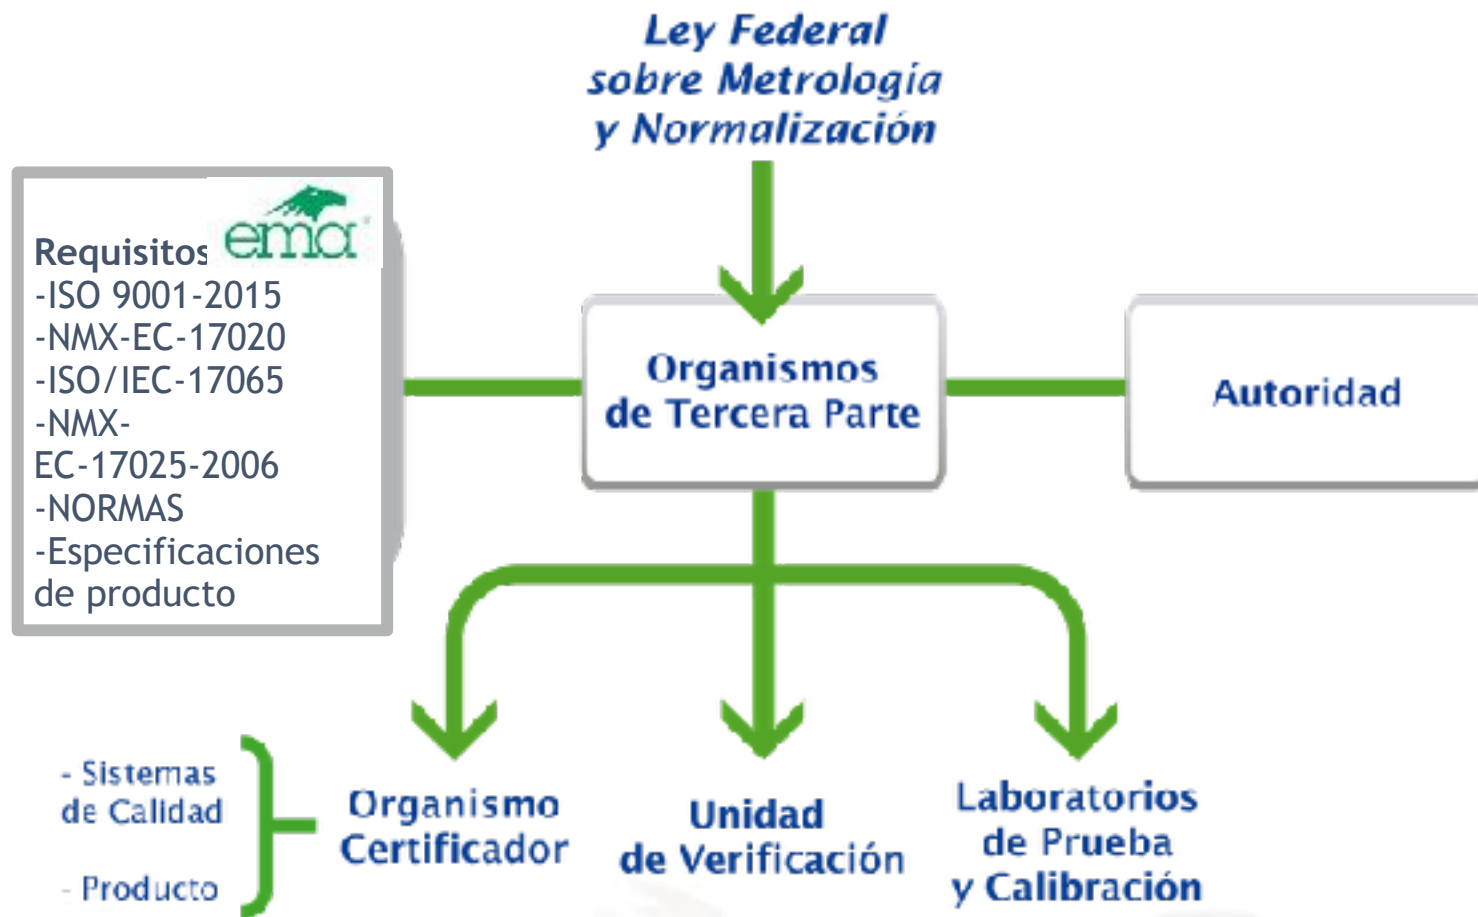 Ley Federal
sobre Metrología
y Normalización
ema
Requisitos
-ISO 9001-2015
-NMX-EC-17020
-ISO/IEC-17065
-NMX-
EC-17025-2006
-NORMAS
-Especificaciones
de producto
Organismos
de Tercera Parte
Autoridad
- Sistemas
de Calidad
- Producto
Organismo
Certificador
Unidad
de Verificación
Laboratorios
de Prueba
y Calibración